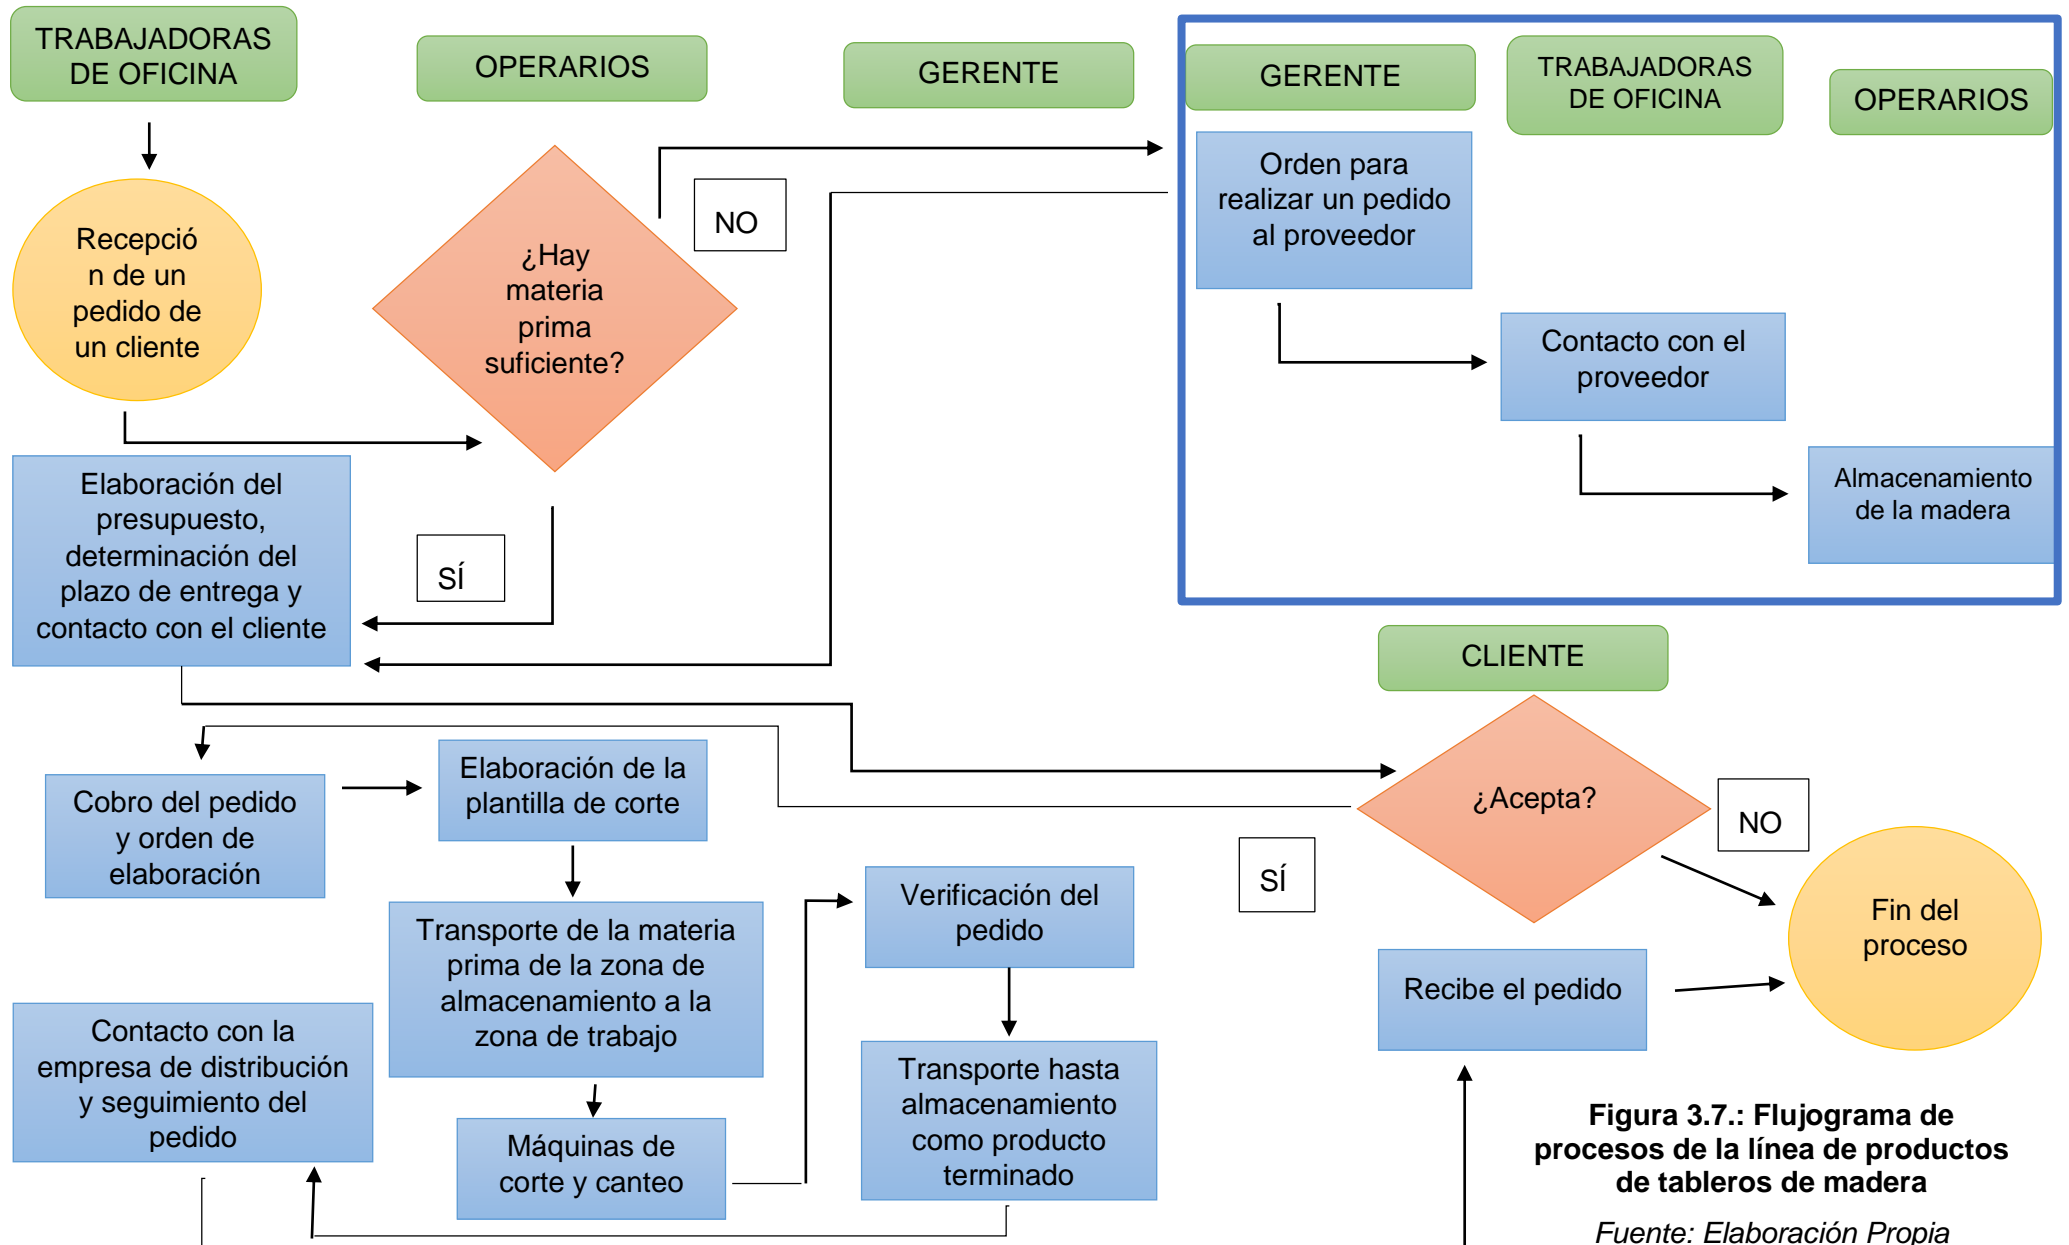 TRABAJADORAS
DE OFICINA
OPERARIOS
GERENTE
GERENTE
TRABAJADORAS
DE OFICINA
OPERARIOS
Recepció
n de un
pedido de
un cliente
¿Hay
materia
prima
suficiente?
NO
Orden para
realizar un pedido
al proveedor
Contacto con el
proveedor
Almacenamiento
de la madera
Elaboración del
presupuesto,
determinación del
plazo de entrega y
contacto con el cliente
SÍ
CLIENTE
¿Acepta?
NO
SÍ
Fin del
proceso
Cobro del pedido
y orden de
elaboración
Elaboración de la
plantilla de corte
Transporte de la materia
prima de la zona de
almacenamiento a la
zona de trabajo
Máquinas de
corte y canteo
Verificación del
pedido
Transporte hasta
almacenamiento
como producto
terminado
Contacto con la
empresa de distribución
y seguimiento del
pedido
Recibe el pedido
Figura 3.7.: Flujograma de
procesos de la línea de productos
de tableros de madera
Fuente: Elaboración Propia